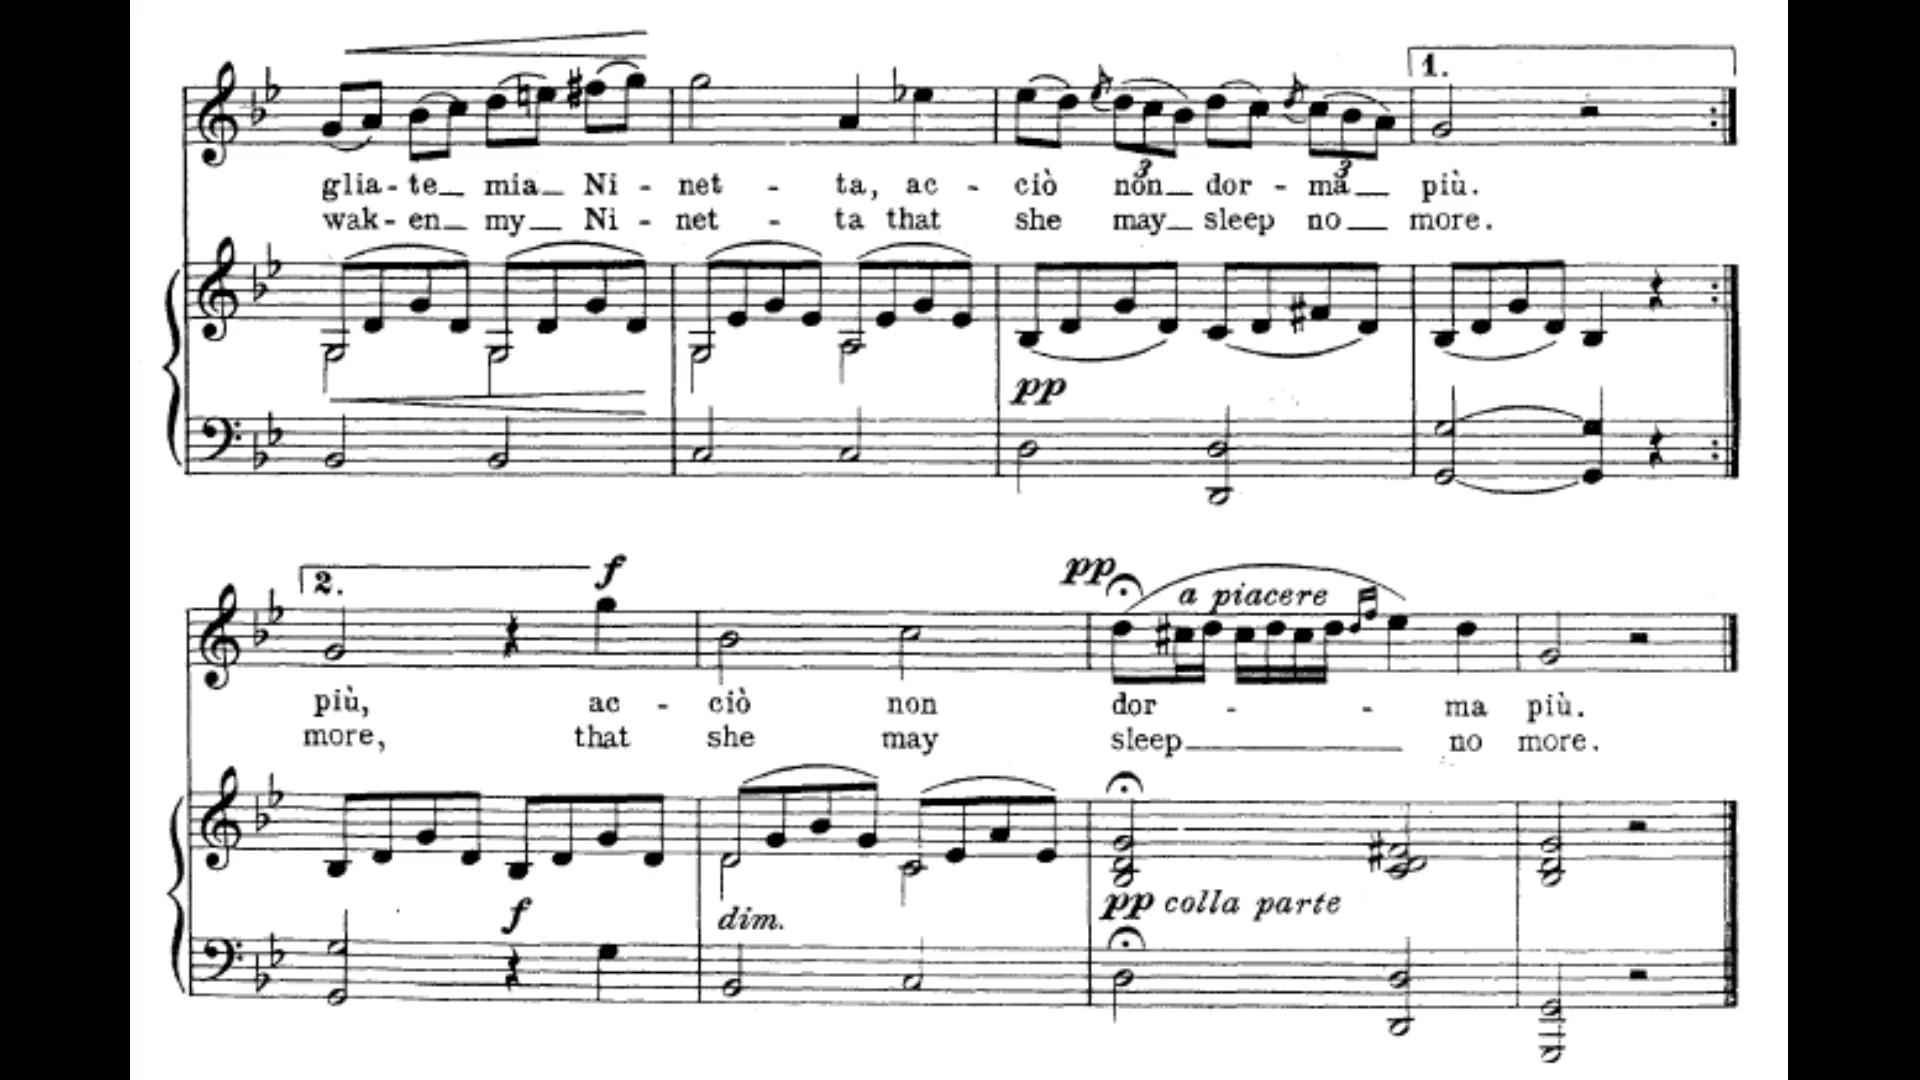 1.
glia - te mia Ni - net - ta, ac - ciò non dor - ma più.
wak - en my Ni - net - ta that she may sleep no more.
3 3
pp
2. f pp a piacere
più, ac - ciò non dor - - ma più.
more, that she may sleep no more.
f dim. pp colla parte